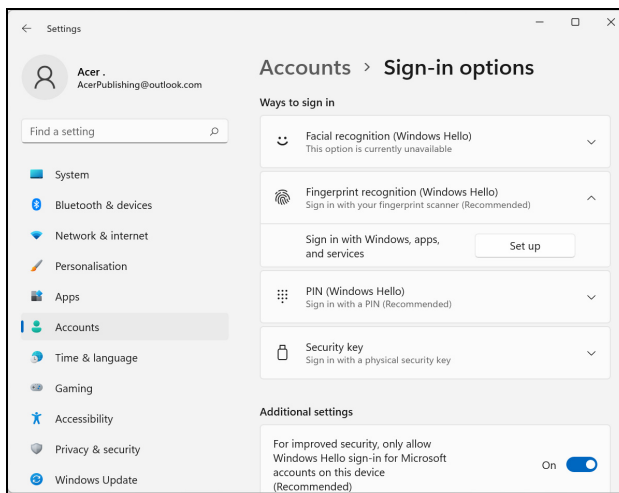 Settings
Acer .
AcerPublishing@outlook.com
Find a setting
System
Bluetooth & devices
Network & internet
Personalisation
Apps
Accounts
Time & language
Gaming
Accessibility
Privacy & security
Windows Update
Accounts > Sign-in options
Ways to sign in
Facial recognition (Windows Hello)
This option is currently unavailable
Fingerprint recognition (Windows Hello)
Sign in with your fingerprint scanner (Recommended)
Sign in with Windows, apps,
and services
Set up
PIN (Windows Hello)
Sign in with a PIN (Recommended)
Security key
Sign in with a physical security key
Additional settings
For improved security, only allow
Windows Hello sign-in for Microsoft
accounts on this device
(Recommended)
On